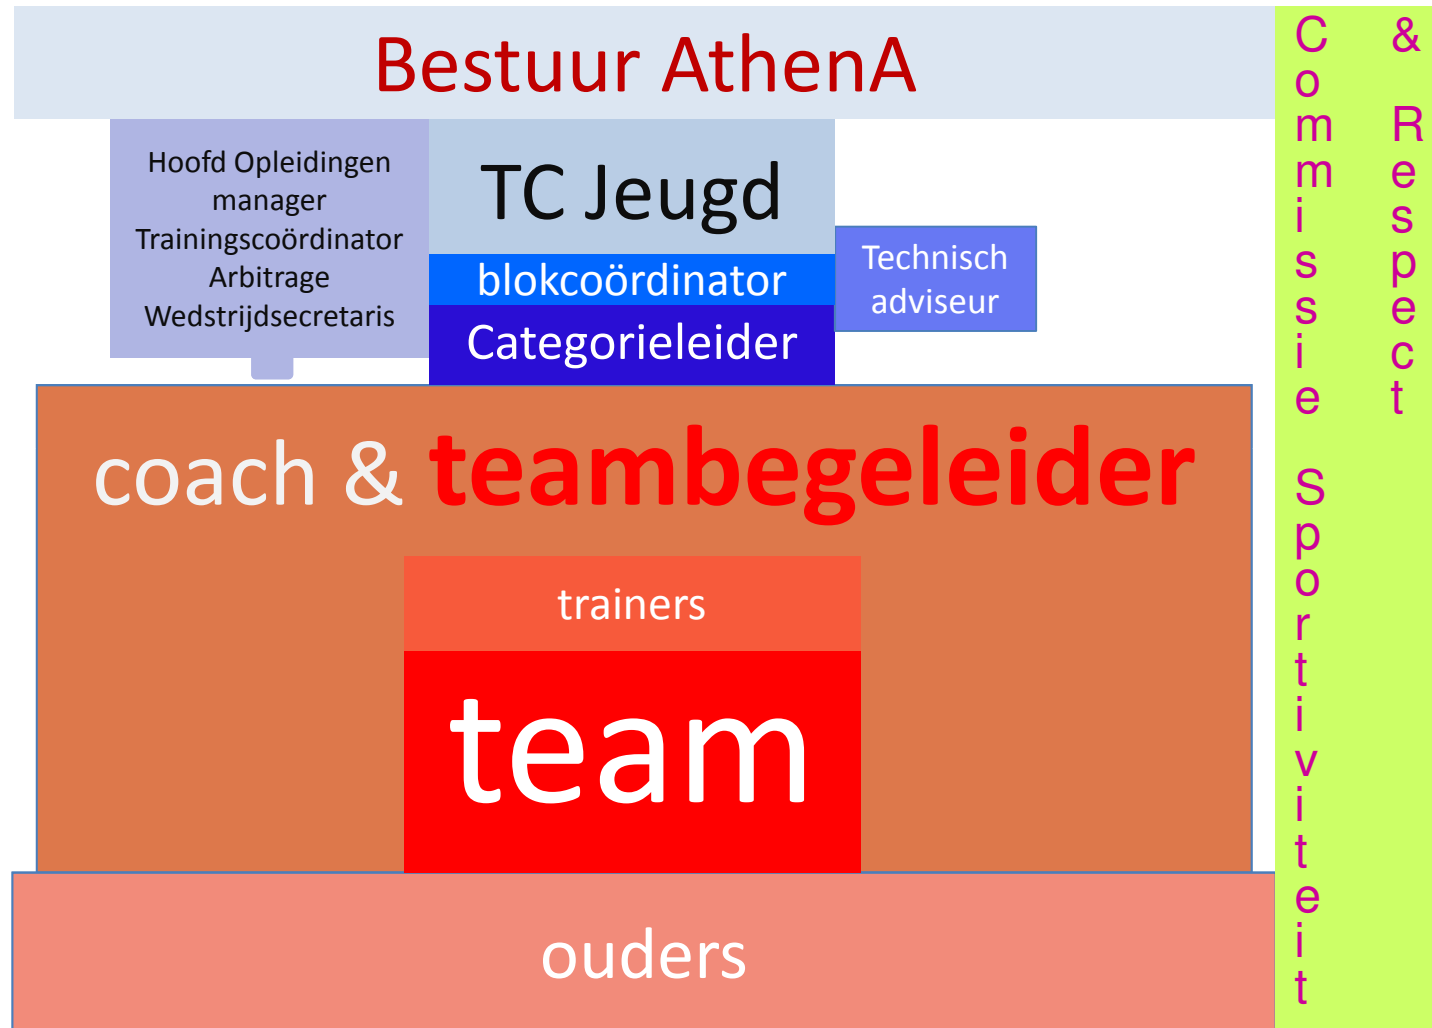 Bestuur AthenA
Hoofd Opleidingen
manager
Trainingscoördinator
Arbitrage
Wedstrijdsecretaris
TC Jeugd
blokcoördinator
Categorieleider
Technisch
adviseur
coach & teambegeleider
trainers
team
ouders
Commissie Sportiviteit
& Respect